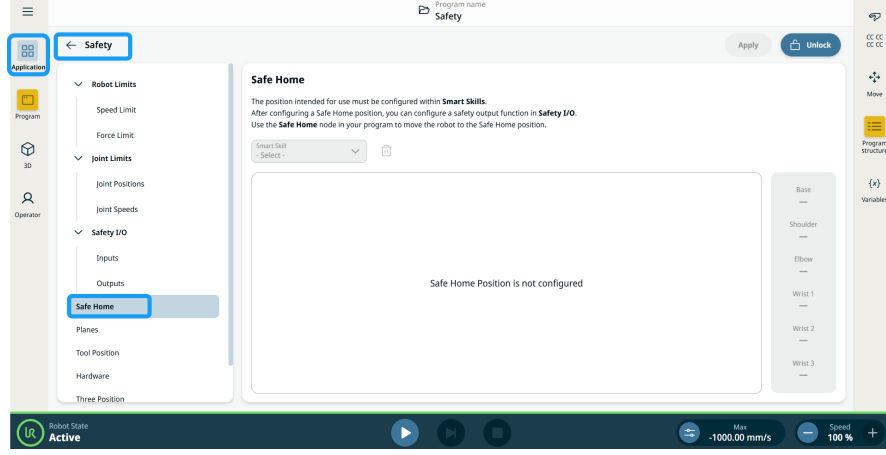 Program name
Safety
Application
Program
3D
Operator
Safety
Apply
Unlock
Robot Limits
Speed Limit
Force Limit
Joint Limits
Joint Positions
Joint Speeds
Safety I/O
Inputs
Outputs
Safe Home
Planes
Tool Position
Hardware
Three Position
Safe Home
The position intended for use must be configured within Smart Skills.
After configuring a Safe Home position, you can configure a safety output function in Safety I/O.
Use the Safe Home node in your program to move the robot to the Safe Home position.
Smart Skill
- Select -
Safe Home Position is not configured
Base
—
Shoulder
—
Elbow
—
Wrist 1
—
Wrist 2
—
Wrist 3
—
CC CC
CC CC
Move
Program
structure
{x}
Variables
UR
Robot State
Active
Max
-1000.00 mm/s
Speed
100 %